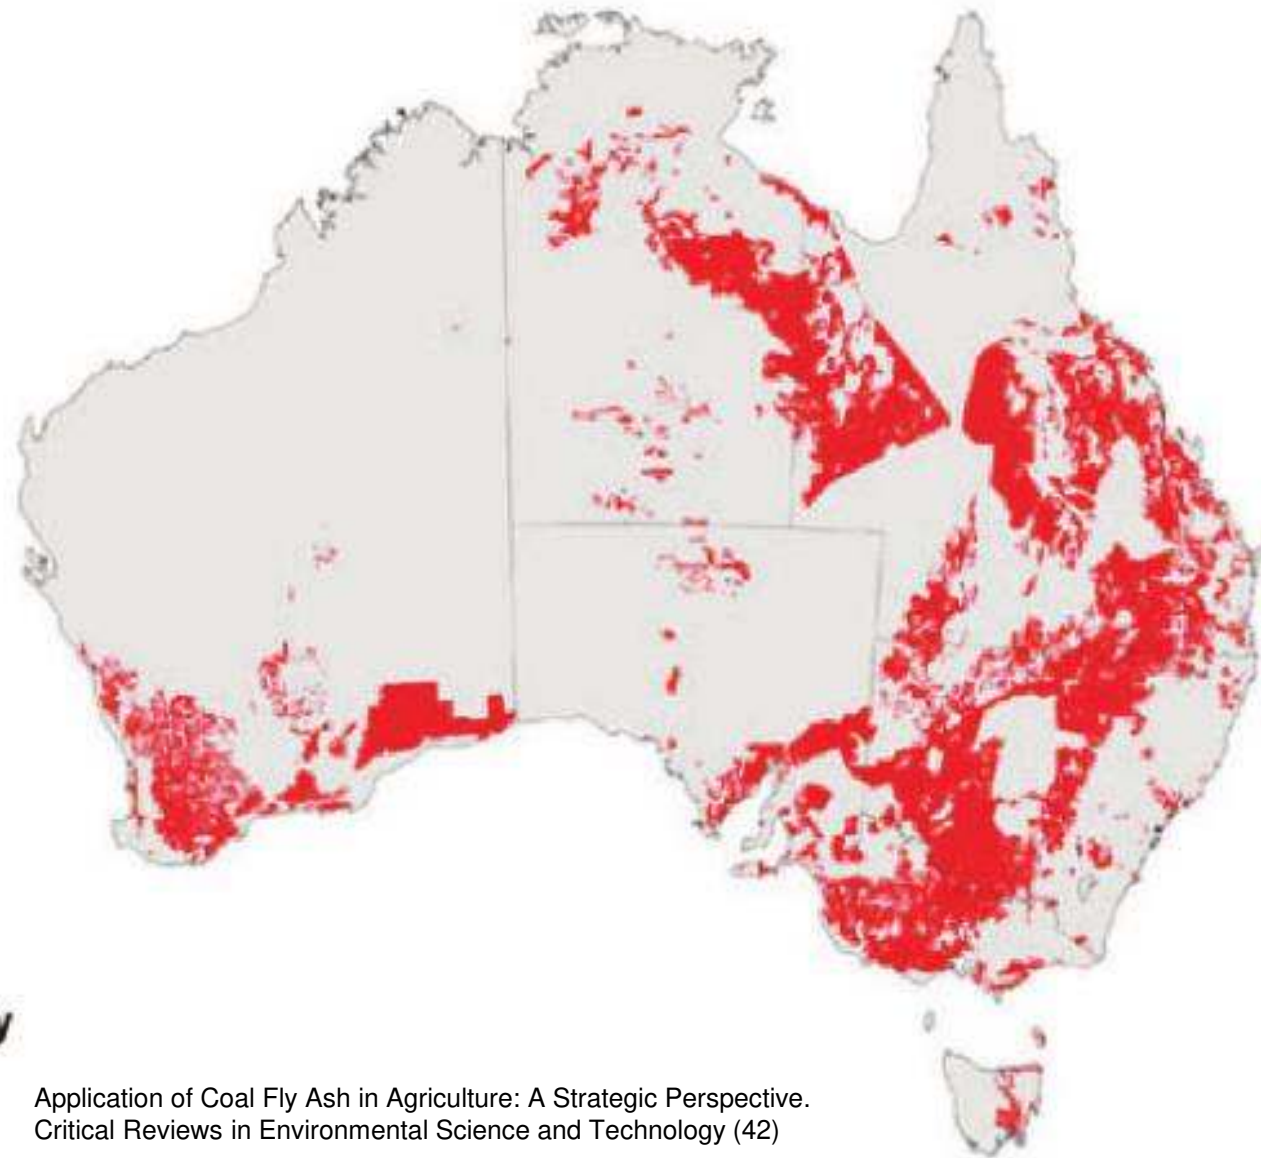 y
Application of Coal Fly Ash in Agriculture: A Strategic Perspective.
Critical Reviews in Environmental Science and Technology (42)